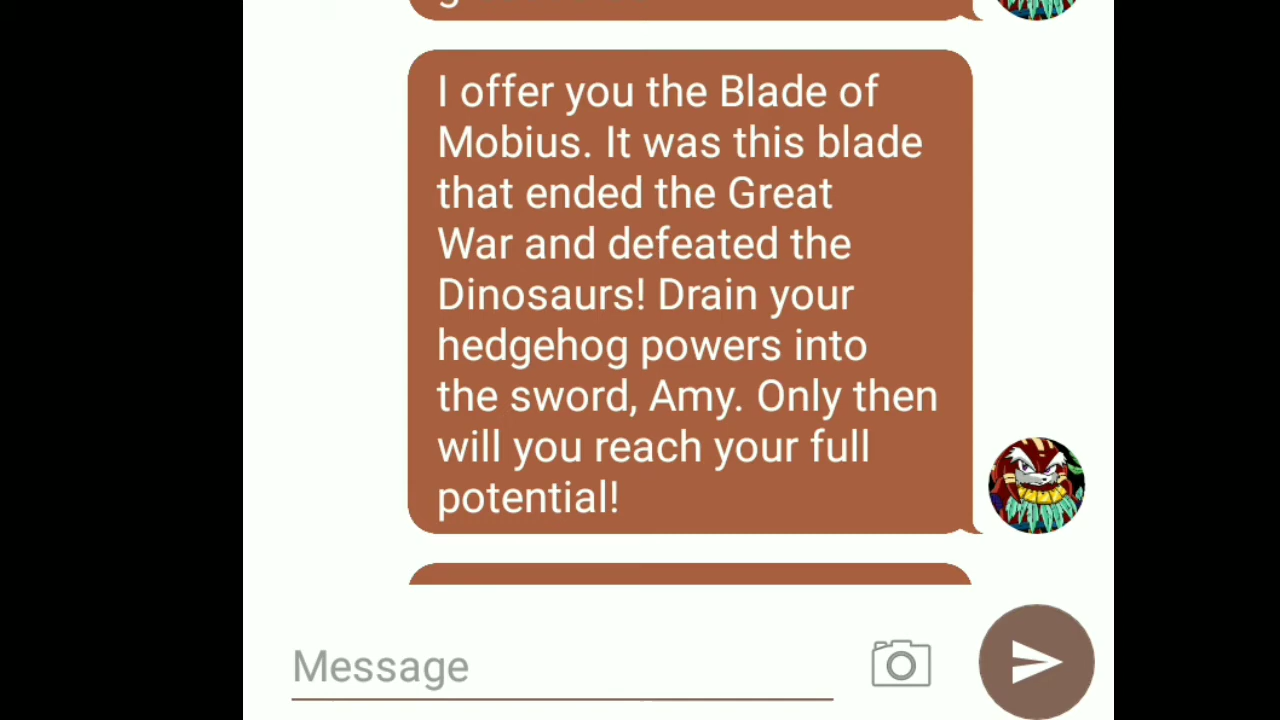 I offer you the Blade of
Mobius. It was this blade
that ended the Great
War and defeated the
Dinosaurs! Drain your
hedgehog powers into
the sword, Amy. Only then
will you reach your full
potential!
Message